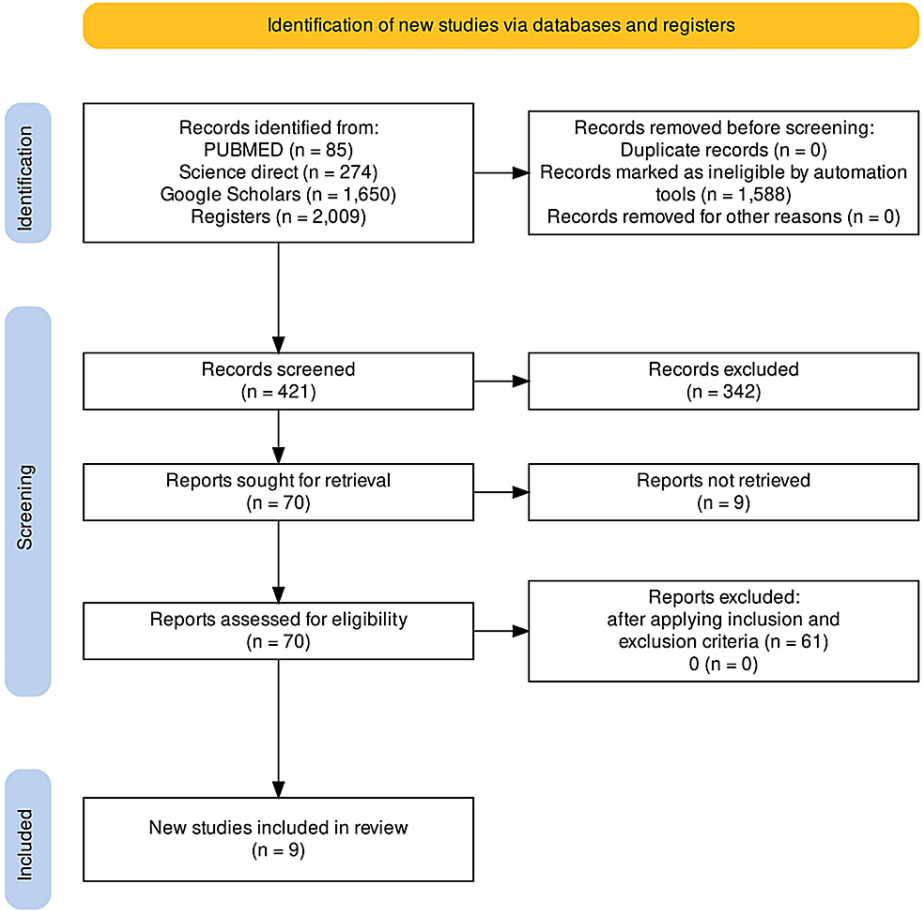 Identification of new studies via databases and registers
Identification
Records identified from:
PUBMED (n = 85)
Science direct (n = 274)
Google Scholars (n = 1,650)
Registers (n = 2,009)
Records removed before screening:
Duplicate records (n = 0)
Records marked as ineligible by automation
tools (n = 1,588)
Records removed for other reasons (n = 0)
Screening
Records screened
(n = 421)
Records excluded
(n = 342)
Reports sought for retrieval
(n = 70)
Reports not retrieved
(n = 9)
Reports assessed for eligibility
(n = 70)
Reports excluded:
after applying inclusion and
exclusion criteria (n = 61)
0 (n = 0)
Included
New studies included in review
(n = 9)